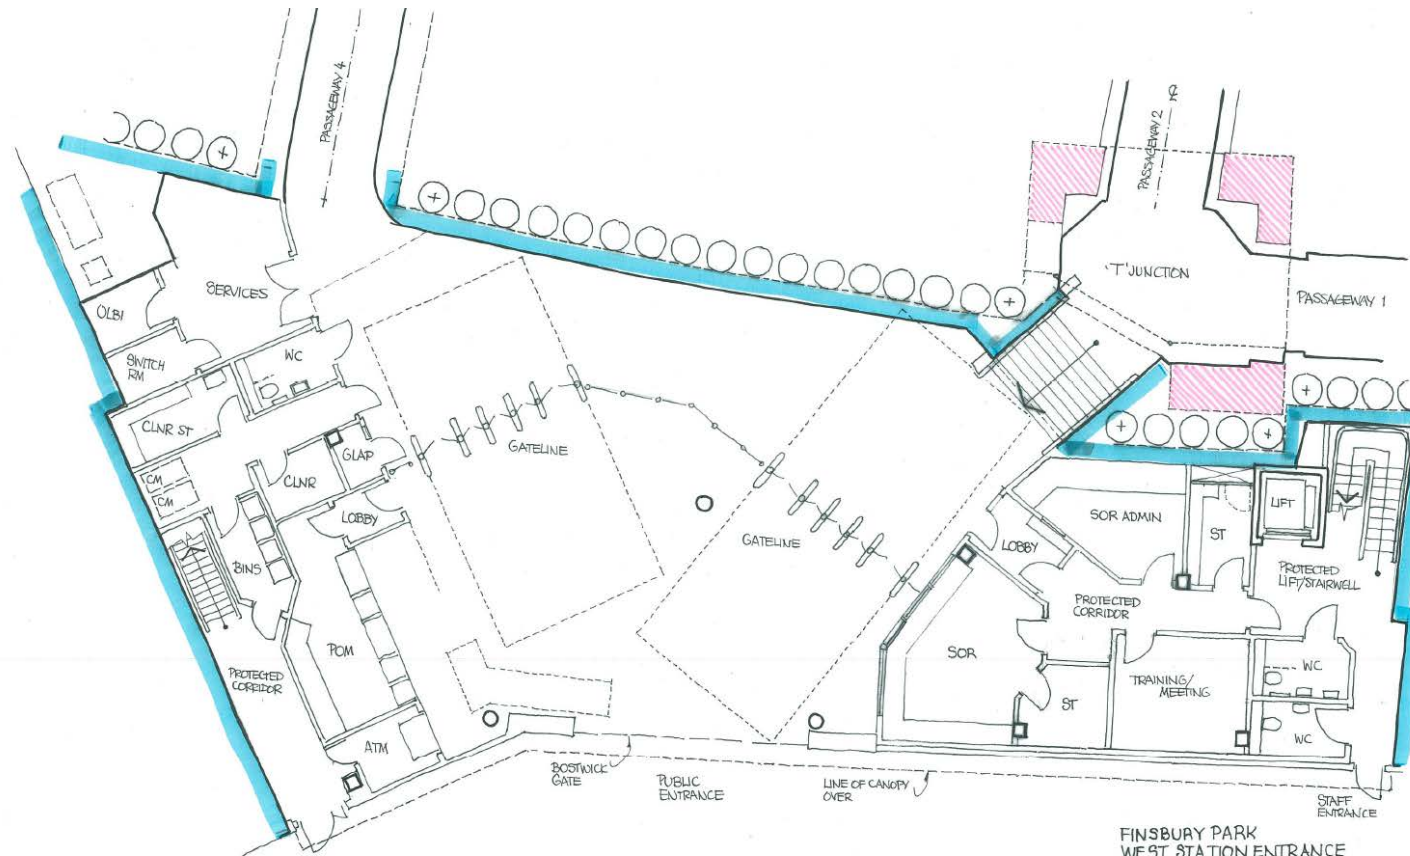 PASSAGEWAY 4
PASSAGEWAY 2
'T' JUNCTION
PASSAGEWAY 1
SERVICES
OLBI
SWITCH
RM
WC
CLNR ST
GLAP
CLNR
CM
CM
LOBBY
BINS
GATELINE
GATELINE
POM
PROTECTED
CORRIDOR
ATM
SOR ADMIN
ST
LIFT
LOBBY
PROTECTED
LIFT/STAIRWELL
PROTECTED
CORRIDOR
SOR
TRAINING/
MEETING
ST
WC
WC
BOSTWICK
GATE
PUBLIC
ENTRANCE
LINE OF CANOPY
OVER
STAFF
ENTRANCE
FINSBURY PARK
WEST STATION ENTRANCE